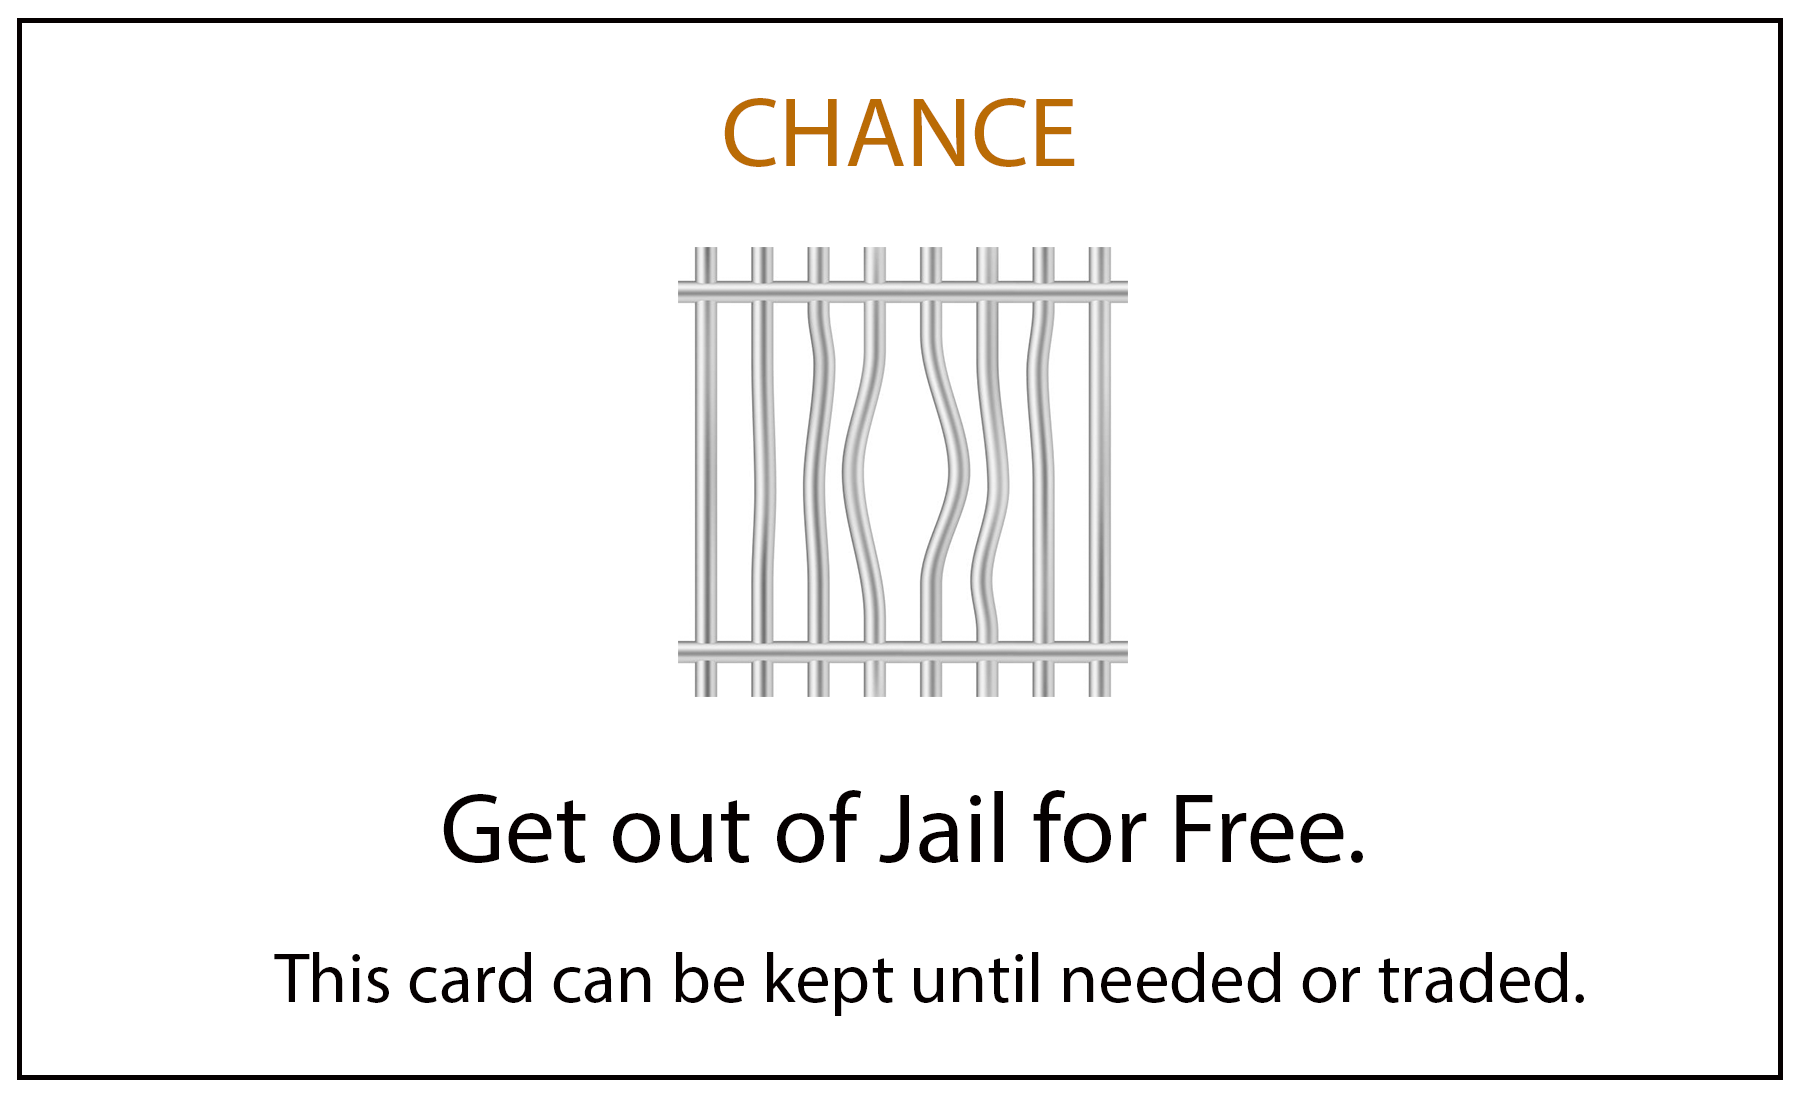 CHANCE
Get out of Jail for Free.
This card can be kept until needed or traded.